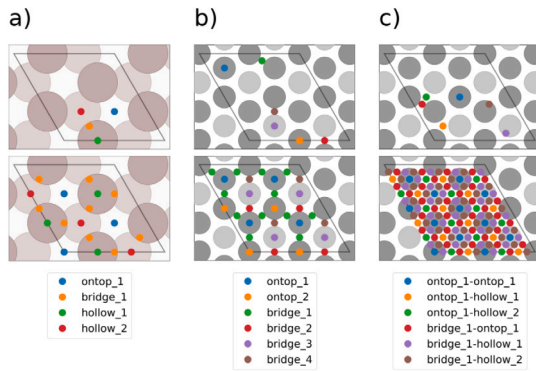 a)
b)
c)
ontop_1
bridge_1
hollow_1
hollow_2
ontop_1
ontop_2
bridge_1
bridge_2
bridge_3
bridge_4
ontop_1-ontop_1
ontop_1-hollow_1
ontop_1-hollow_2
bridge_1-ontop_1
bridge_1-hollow_1
bridge_1-hollow_2